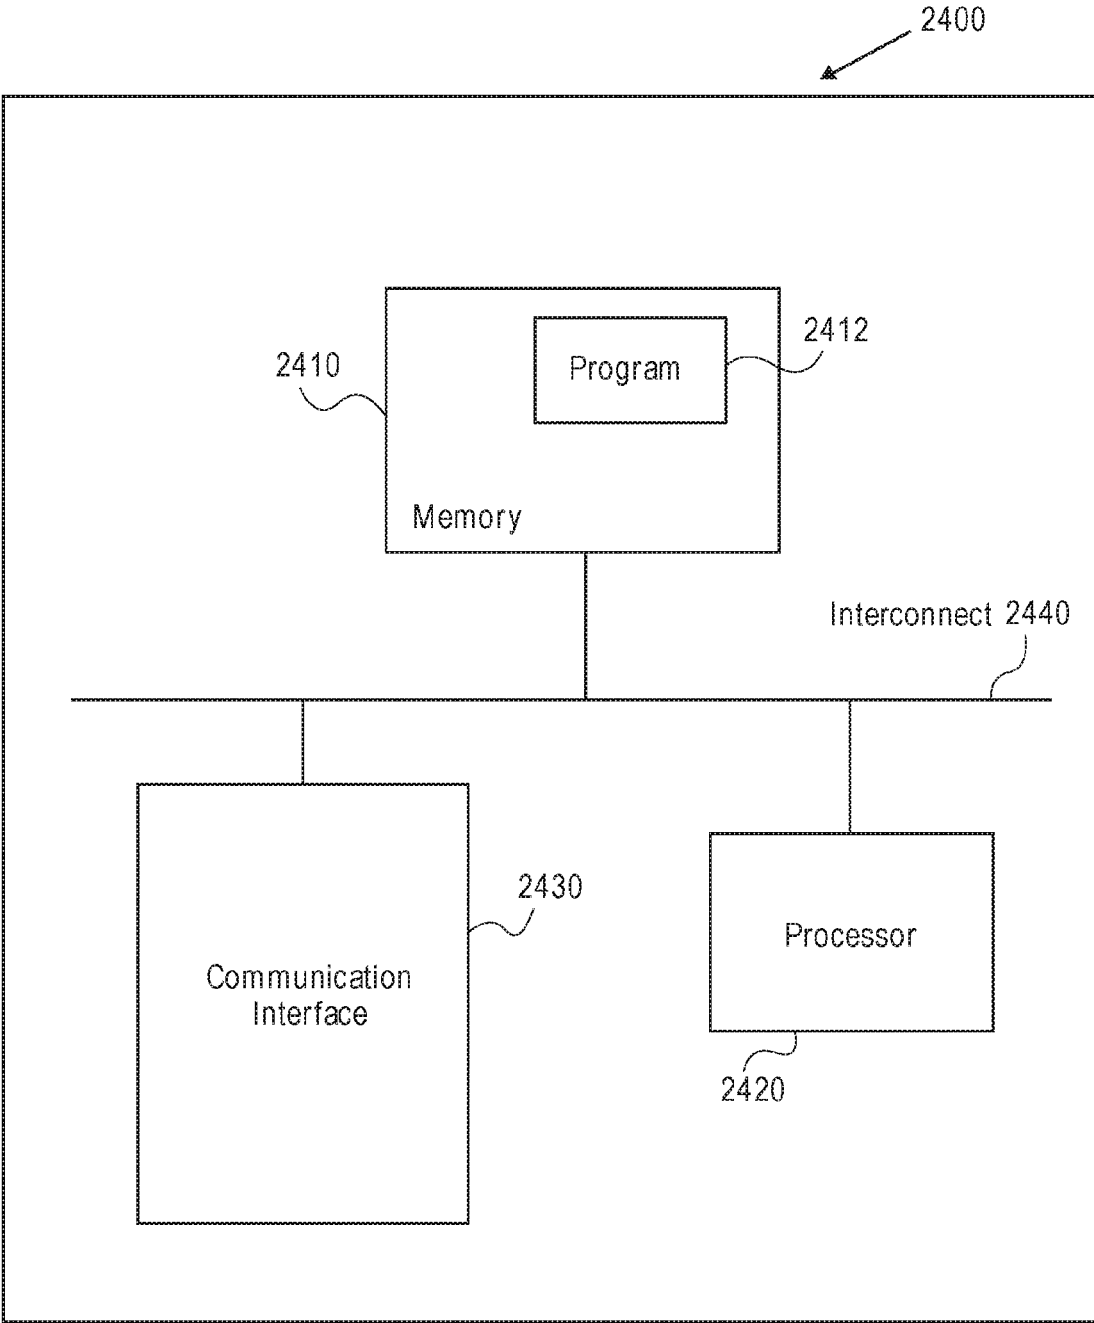 2400
2412
Program
2410
Memory
Interconnect 2440
2430
Communication
Interface
Processor
2420